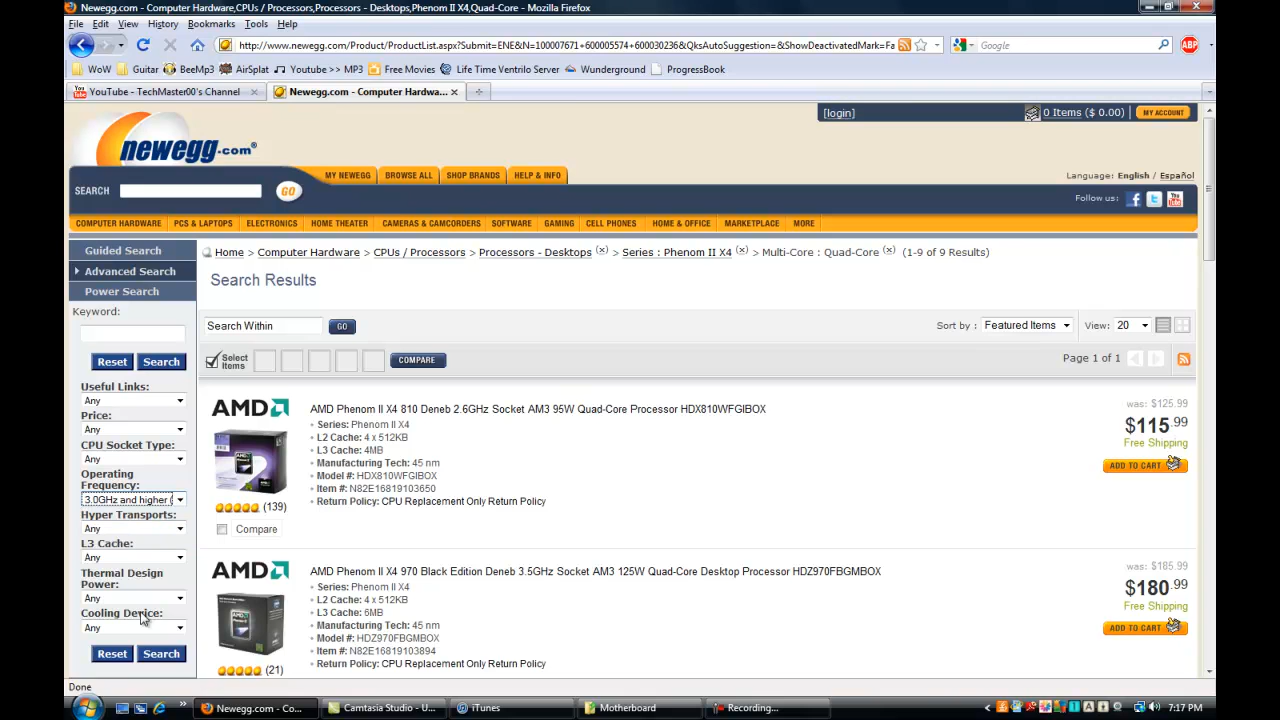 Newegg.com - Computer Hardware,CPUs / Processors,Processors - Desktops,Phenom II X4,Quad-Core - Mozilla Firefox
File Edit View History Bookmarks Tools Help
http://www.newegg.com/Product/ProductList.aspx?Submit=ENE&N=100007671+600005574+600030236&QksAutoSuggestion=&ShowDeactivatedMark=Fa
Google
ABP
WoW Guitar BeeMp3 AirSplat Youtube >> MP3 Free Movies Life Time Ventrilo Server Wunderground ProgressBook
YouTube - TechMaster00's Channel
Newegg.com - Computer Hardwa...
[login]
0 Items ($ 0.00)
MY ACCOUNT
newegg.com
MY NEWEGG BROWSE ALL SHOP BRANDS HELP & INFO
Language: English / Español
SEARCH GO
Follow us:
COMPUTER HARDWARE PCS & LAPTOPS ELECTRONICS HOME THEATER CAMERAS & CAMCORDERS SOFTWARE GAMING CELL PHONES HOME & OFFICE MARKETPLACE MORE
Guided Search
Advanced Search
Power Search
Keyword:
Reset Search
Useful Links:
Any
Price:
Any
CPU Socket Type:
Any
Operating
Frequency:
3.0GHz and higher (
Hyper Transports:
Any
L3 Cache:
Any
Thermal Design
Power:
Any
Cooling Device:
Any
Reset Search
Home > Computer Hardware > CPUs / Processors > Processors - Desktops (x) > Series : Phenom II X4 (x) > Multi-Core : Quad-Core (x) (1-9 of 9 Results)
Search Results
Search Within GO
Sort by : Featured Items View: 20
Select
Items
COMPARE
Page 1 of 1
AMD
AMD Phenom II X4 810 Deneb 2.6GHz Socket AM3 95W Quad-Core Processor HDX810WFGIBOX
Series: Phenom II X4
L2 Cache: 4 x 512KB
L3 Cache: 4MB
Manufacturing Tech: 45 nm
Model #: HDX810WFGIBOX
Item #: N82E16819103650
Return Policy: CPU Replacement Only Return Policy
(139)
Compare
was: $125.99
$115.99
Free Shipping
ADD TO CART
AMD
AMD Phenom II X4 970 Black Edition Deneb 3.5GHz Socket AM3 125W Quad-Core Desktop Processor HDZ970FBGMBOX
Series: Phenom II X4
L2 Cache: 4 x 512KB
L3 Cache: 6MB
Manufacturing Tech: 45 nm
Model #: HDZ970FBGMBOX
Item #: N82E16819103894
Return Policy: CPU Replacement Only Return Policy
(21)
was: $185.99
$180.99
Free Shipping
ADD TO CART
Done
Newegg.com - Co...
Camtasia Studio - U...
iTunes
Motherboard
Recording...
7:17 PM